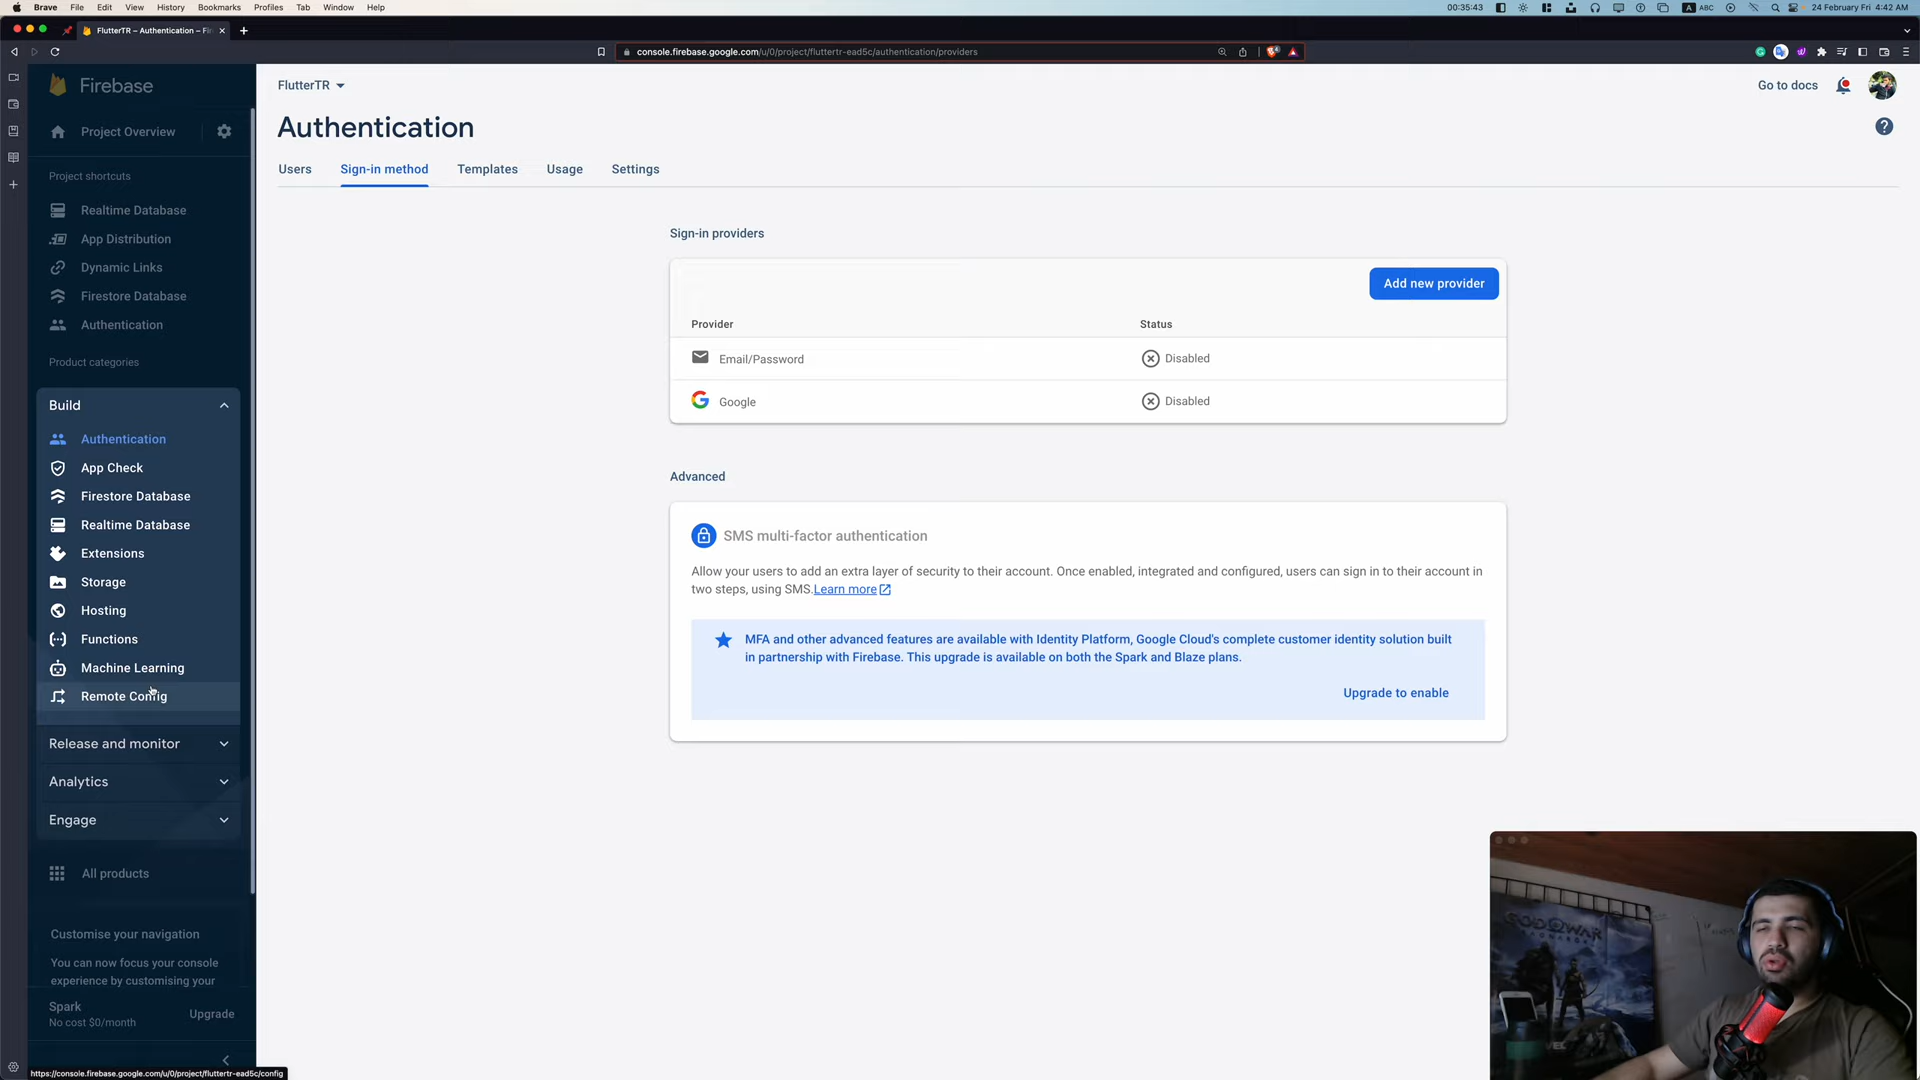 Brave File Edit View History Bookmarks Profiles Tab Window Help
00:35:43 ABC 24 February Fri 4:42 AM
FlutterTR – Authentication – Fi
console.firebase.google.com/u/0/project/fluttertr-ead5c/authentication/providers
Firebase
Project Overview
Project shortcuts
Realtime Database
App Distribution
Dynamic Links
Firestore Database
Authentication
Product categories
Build
Authentication
App Check
Firestore Database
Realtime Database
Extensions
Storage
Hosting
Functions
Machine Learning
Remote Config
Release and monitor
Analytics
Engage
All products
Customise your navigation
You can now focus your console
experience by customising your
Spark
No cost $0/month
Upgrade
https://console.firebase.google.com/u/0/project/fluttertr-ead5c/config
FlutterTR
Go to docs
Authentication
Users Sign-in method Templates Usage Settings
Sign-in providers
Add new provider
Provider Status
Email/Password Disabled
Google Disabled
Advanced
SMS multi-factor authentication
Allow your users to add an extra layer of security to their account. Once enabled, integrated and configured, users can sign in to their account in
two steps, using SMS.Learn more
MFA and other advanced features are available with Identity Platform, Google Cloud's complete customer identity solution built
in partnership with Firebase. This upgrade is available on both the Spark and Blaze plans.
Upgrade to enable
GOD OF WAR